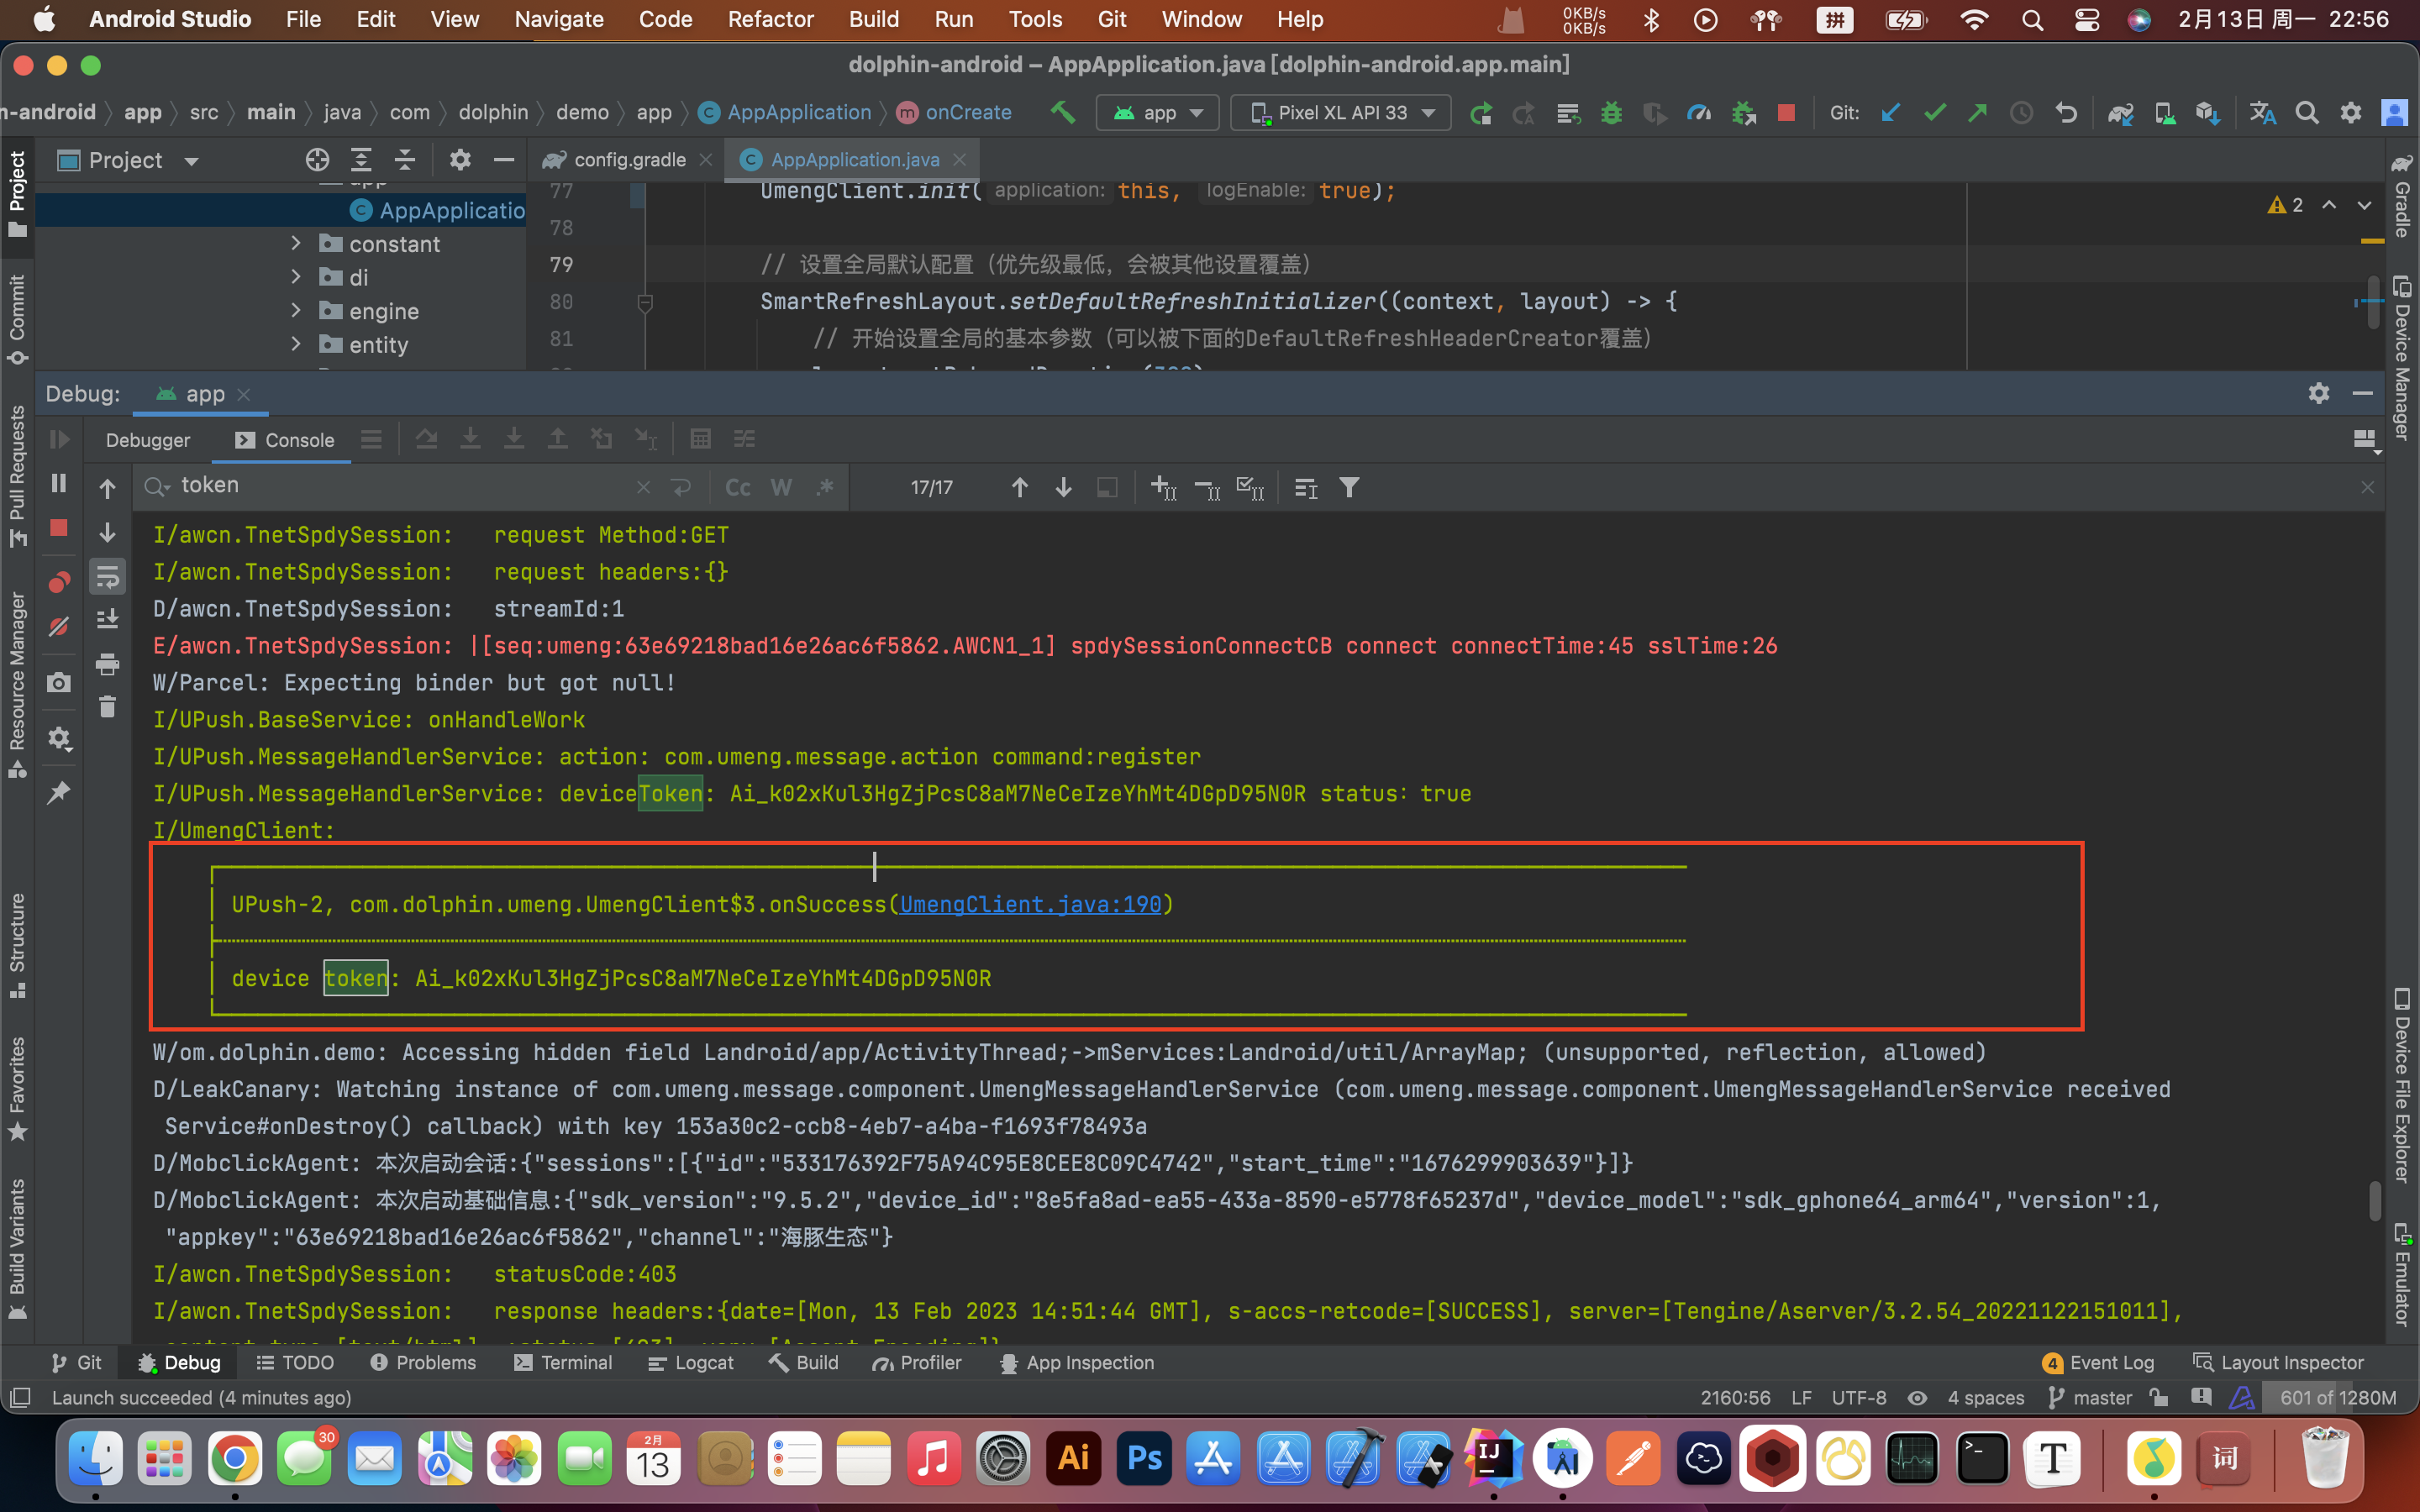 Android Studio File Edit View Navigate Code Refactor Build Run Tools Git Window Help 0KB/s 0KB/s 拼 2月13日 周一 22:56
dolphin-android – AppApplication.java [dolphin-android.app.main]
n-android app src main java com dolphin demo app AppApplication onCreate app Pixel XL API 33 Git:
Project config.gradle AppApplication.java
77 UmengClient.init( application: this, logEnable: true);
AppApplicatio
78
2
constant
79 // 设置全局默认配置（优先级最低，会被其他设置覆盖）
di
80 SmartRefreshLayout.setDefaultRefreshInitializer((context, layout) -> {
engine
81 // 开始设置全局的基本参数（可以被下面的DefaultRefreshHeaderCreator覆盖）
entity
Debug: app
Debugger Console
token Cc W .* 17/17
I/awcn.TnetSpdySession: request Method:GET
I/awcn.TnetSpdySession: request headers:{}
D/awcn.TnetSpdySession: streamId:1
E/awcn.TnetSpdySession: |[seq:umeng:63e69218bad16e26ac6f5862.AWCN1_1] spdySessionConnectCB connect connectTime:45 sslTime:26
W/Parcel: Expecting binder but got null!
I/UPush.BaseService: onHandleWork
I/UPush.MessageHandlerService: action: com.umeng.message.action command:register
I/UPush.MessageHandlerService: deviceToken: Ai_k02xKul3HgZjPcsC8aM7NeCeIzeYhMt4DGpD95N0R status: true
I/UmengClient:
UPush-2, com.dolphin.umeng.UmengClient$3.onSuccess(UmengClient.java:190)
device token: Ai_k02xKul3HgZjPcsC8aM7NeCeIzeYhMt4DGpD95N0R
W/om.dolphin.demo: Accessing hidden field Landroid/app/ActivityThread;->mServices:Landroid/util/ArrayMap; (unsupported, reflection, allowed)
D/LeakCanary: Watching instance of com.umeng.message.component.UmengMessageHandlerService (com.umeng.message.component.UmengMessageHandlerService received
Service#onDestroy() callback) with key 153a30c2-ccb8-4eb7-a4ba-f1693f78493a
D/MobclickAgent: 本次启动会话:{"sessions":[{"id":"533176392F75A94C95E8CEE8C09C4742","start_time":"1676299903639"}]}
D/MobclickAgent: 本次启动基础信息:{"sdk_version":"9.5.2","device_id":"8e5fa8ad-ea55-433a-8590-e5778f65237d","device_model":"sdk_gphone64_arm64","version":1,
"appkey":"63e69218bad16e26ac6f5862","channel":"海豚生态"}
I/awcn.TnetSpdySession: statusCode:403
I/awcn.TnetSpdySession: response headers:{date=[Mon, 13 Feb 2023 14:51:44 GMT], s-accs-retcode=[SUCCESS], server=[Tengine/Aserver/3.2.54_20221122151011],
Project
Commit
Pull Requests
Resource Manager
Structure
Favorites
Build Variants
Gradle
Device Manager
Device File Explorer
Emulator
Git Debug TODO Problems Terminal Logcat Build Profiler App Inspection 4 Event Log Layout Inspector
Launch succeeded (4 minutes ago) 2160:56 LF UTF-8 4 spaces master 601 of 1280M
30 2月 13 Ai Ps IJ T 词